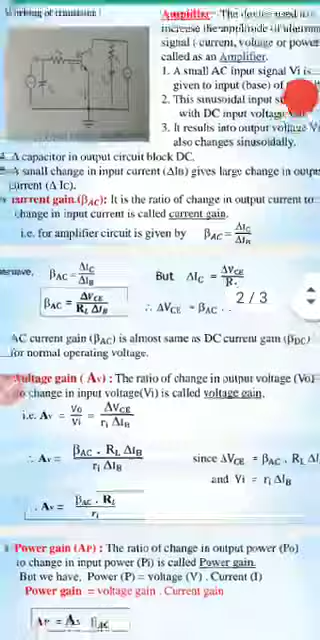 Amplifier- The device used to
increase the amplitude of alternating
signal (current, voltage or power
called as an Amplifier.
1. A small AC input signal Vi is
given to input (base) of
2. This sinusoidal input
with DC input voltage
3. It results into output voltage V
also changes sinusoidally.
4. A capacitor in output circuit block DC.
5. A small change in input current (ΔIB) gives large change in output
current (Δ IC).
current gain.(βAC): It is the ratio of change in output current to
change in input current is called current gain.
i.e. for amplifier circuit is given by βAC = ΔIC / ΔIB
βAC = ΔIC / ΔIB But ΔIC = ΔVCE / R
βAC = ΔVCE / RL ΔIB ∴ ΔVCE = βAC .
2 / 3
AC current gain (βAC) is almost same as DC current gain (βDC)
for normal operating voltage.
Voltage gain ( Av) : The ratio of change in output voltage (Vo)
to change in input voltage(Vi) is called voltage gain.
i.e. Av = Vo / Vi = ΔVCE / ri ΔIB
∴ Av = βAC . RL ΔIB / ri ΔIB since ΔVCE = βAC . RL ΔI
and Vi = ri ΔIB
∴ Av = βAC . RL / ri
Power gain (AP) : The ratio of change in output power (Po)
to change in input power (Pi) is called Power gain.
But we have, Power (P) = voltage (V) . Current (I)
Power gain = voltage gain . Current gain
AP = Av βAC